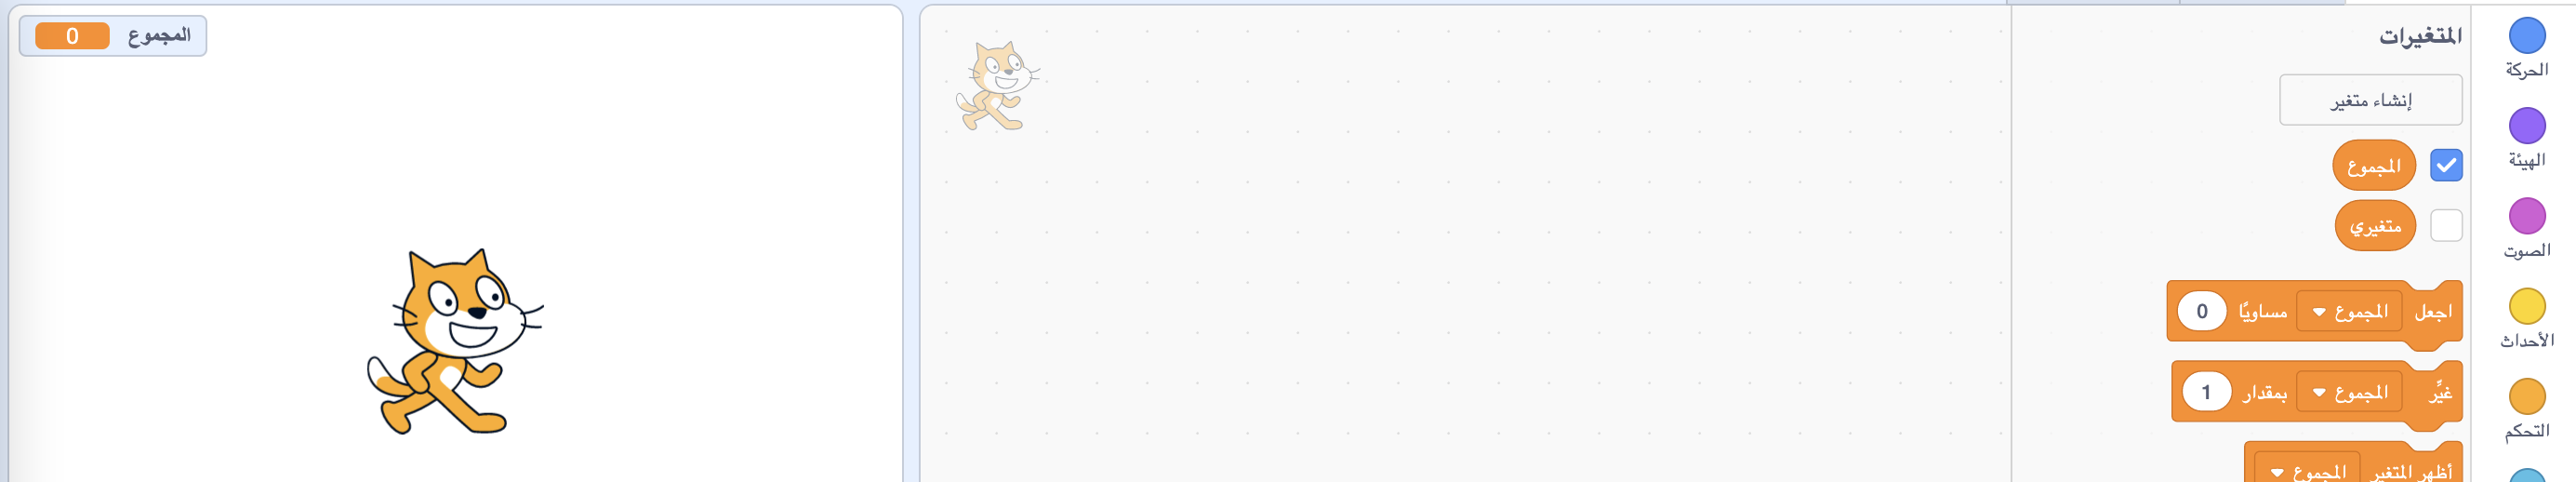 الحركة
الهيئة
الصوت
الأحداث
التحكم
المتغيرات
إنشاء متغير
المجموع
متغيري
اجعل المجموع مساويًا 0
غيِّر المجموع بمقدار 1
أظهر المتغير المجموع
المجموع 0